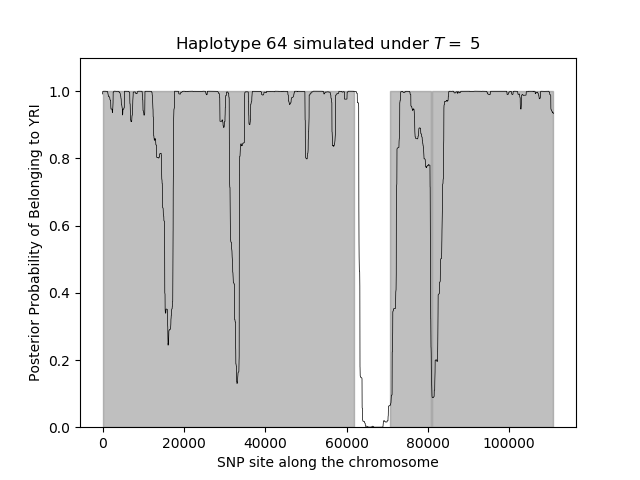 Haplotype 64 simulated under T = 5
Posterior Probability of Belonging to YRI
1.0
0.8
0.6
0.4
0.2
0.0
0 20000 40000 60000 80000 100000
SNP site along the chromosome